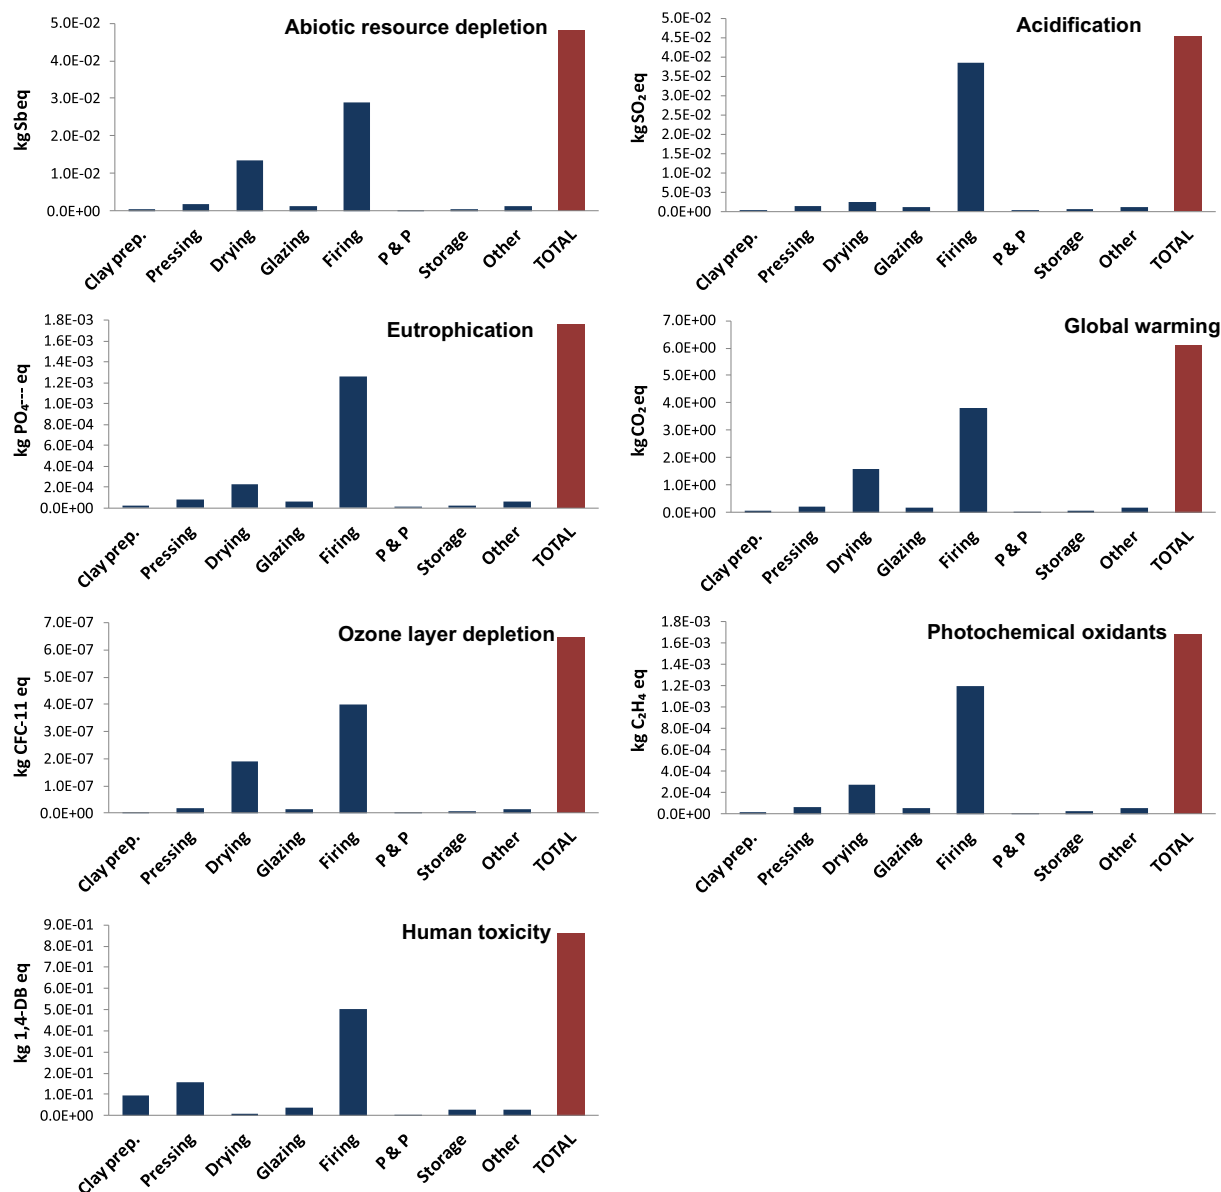 Abiotic resource depletion
kg Sb eq
5.0E-02
4.0E-02
3.0E-02
2.0E-02
1.0E-02
0.0E+00
Clay prep.
Pressing
Drying
Glazing
Firing
P & P
Storage
Other
TOTAL
Acidification
kg SO₂ eq
5.0E-02
4.5E-02
4.0E-02
3.5E-02
3.0E-02
2.5E-02
2.0E-02
1.5E-02
1.0E-02
5.0E-03
0.0E+00
Clay prep.
Pressing
Drying
Glazing
Firing
P & P
Storage
Other
TOTAL
Eutrophication
kg PO₄--- eq
1.8E-03
1.6E-03
1.4E-03
1.2E-03
1.0E-03
8.0E-04
6.0E-04
4.0E-04
2.0E-04
0.0E+00
Clay prep.
Pressing
Drying
Glazing
Firing
P & P
Storage
Other
TOTAL
Global warming
kg CO₂ eq
7.0E+00
6.0E+00
5.0E+00
4.0E+00
3.0E+00
2.0E+00
1.0E+00
0.0E+00
Clay prep.
Pressing
Drying
Glazing
Firing
P & P
Storage
Other
TOTAL
Ozone layer depletion
kg CFC-11 eq
7.0E-07
6.0E-07
5.0E-07
4.0E-07
3.0E-07
2.0E-07
1.0E-07
0.0E+00
Clay prep.
Pressing
Drying
Glazing
Firing
P & P
Storage
Other
TOTAL
Photochemical oxidants
kg C₂H₄ eq
1.8E-03
1.6E-03
1.4E-03
1.2E-03
1.0E-03
8.0E-04
6.0E-04
4.0E-04
2.0E-04
0.0E+00
Clay prep.
Pressing
Drying
Glazing
Firing
P & P
Storage
Other
TOTAL
Human toxicity
kg 1,4-DB eq
9.0E-01
8.0E-01
7.0E-01
6.0E-01
5.0E-01
4.0E-01
3.0E-01
2.0E-01
1.0E-01
0.0E+00
Clay prep.
Pressing
Drying
Glazing
Firing
P & P
Storage
Other
TOTAL